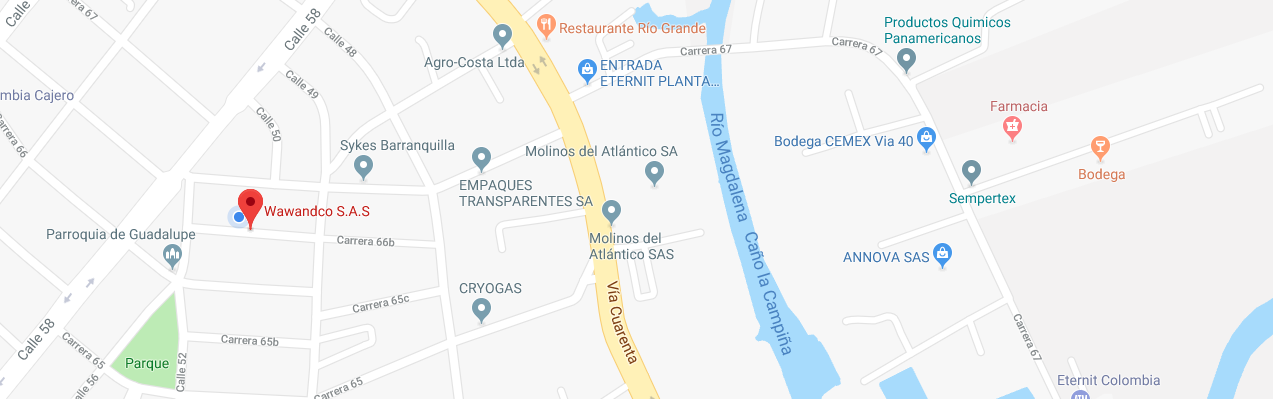 Calle 58
Calle 48
Restaurante Río Grande
Productos Quimicos
Panamericanos
Carrera 67
Carrera 67
Agro-Costa Ltda
ENTRADA
ETERNIT PLANTA...
mbia Cajero
Calle 49
Calle 50
Carrera 66
Farmacia
Río Magdalena
Caño la Campiña
Bodega CEMEX Via 40
Sykes Barranquilla
Molinos del Atlántico SA
EMPAQUES
TRANSPARENTES SA
Bodega
Sempertex
Wawandco S.A.S
Parroquia de Guadalupe
Carrera 66b
Molinos del
Atlántico SAS
ANNOVA SAS
CRYOGAS
Carrera 65c
Vía Cuarenta
Calle 58
Carrera 65
Carrera 65b
Carrera 67
Parque
Calle 52
Calle 56
Carrera 65
Eternit Colombia